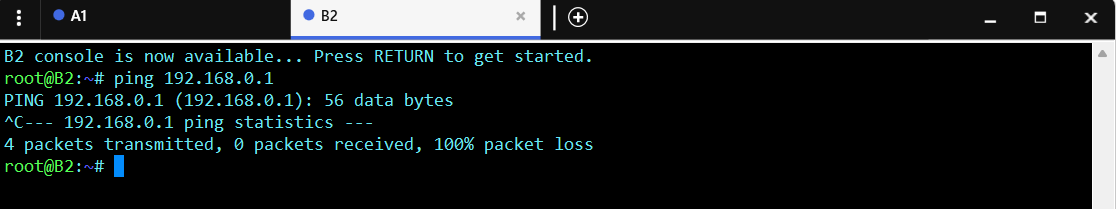 A1
B2
B2 console is now available... Press RETURN to get started.
root@B2:~# ping 192.168.0.1
PING 192.168.0.1 (192.168.0.1): 56 data bytes
^C--- 192.168.0.1 ping statistics ---
4 packets transmitted, 0 packets received, 100% packet loss
root@B2:~#